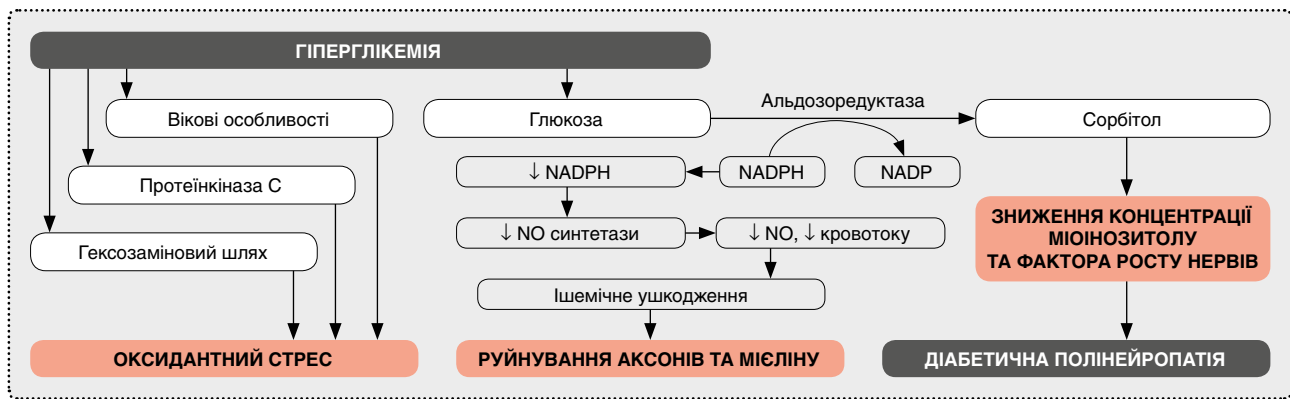 ГІПЕРГЛІКЕМІЯ
Вікові особливості
Протеїнкіназа С
Гексозаміновий шлях
ОКСИДАНТНИЙ СТРЕС
Глюкоза
Альдозоредуктаза
Сорбітол
↓ NADPH
NADPH
NADP
↓ NO синтетази
↓ NO, ↓ кровотоку
Ішемічне ушкодження
РУЙНУВАННЯ АКСОНІВ ТА МІЄЛІНУ
ЗНИЖЕННЯ КОНЦЕНТРАЦІЇ
МІОІНОЗИТОЛУ
ТА ФАКТОРА РОСТУ НЕРВІВ
ДІАБЕТИЧНА ПОЛІНЕЙРОПАТІЯ